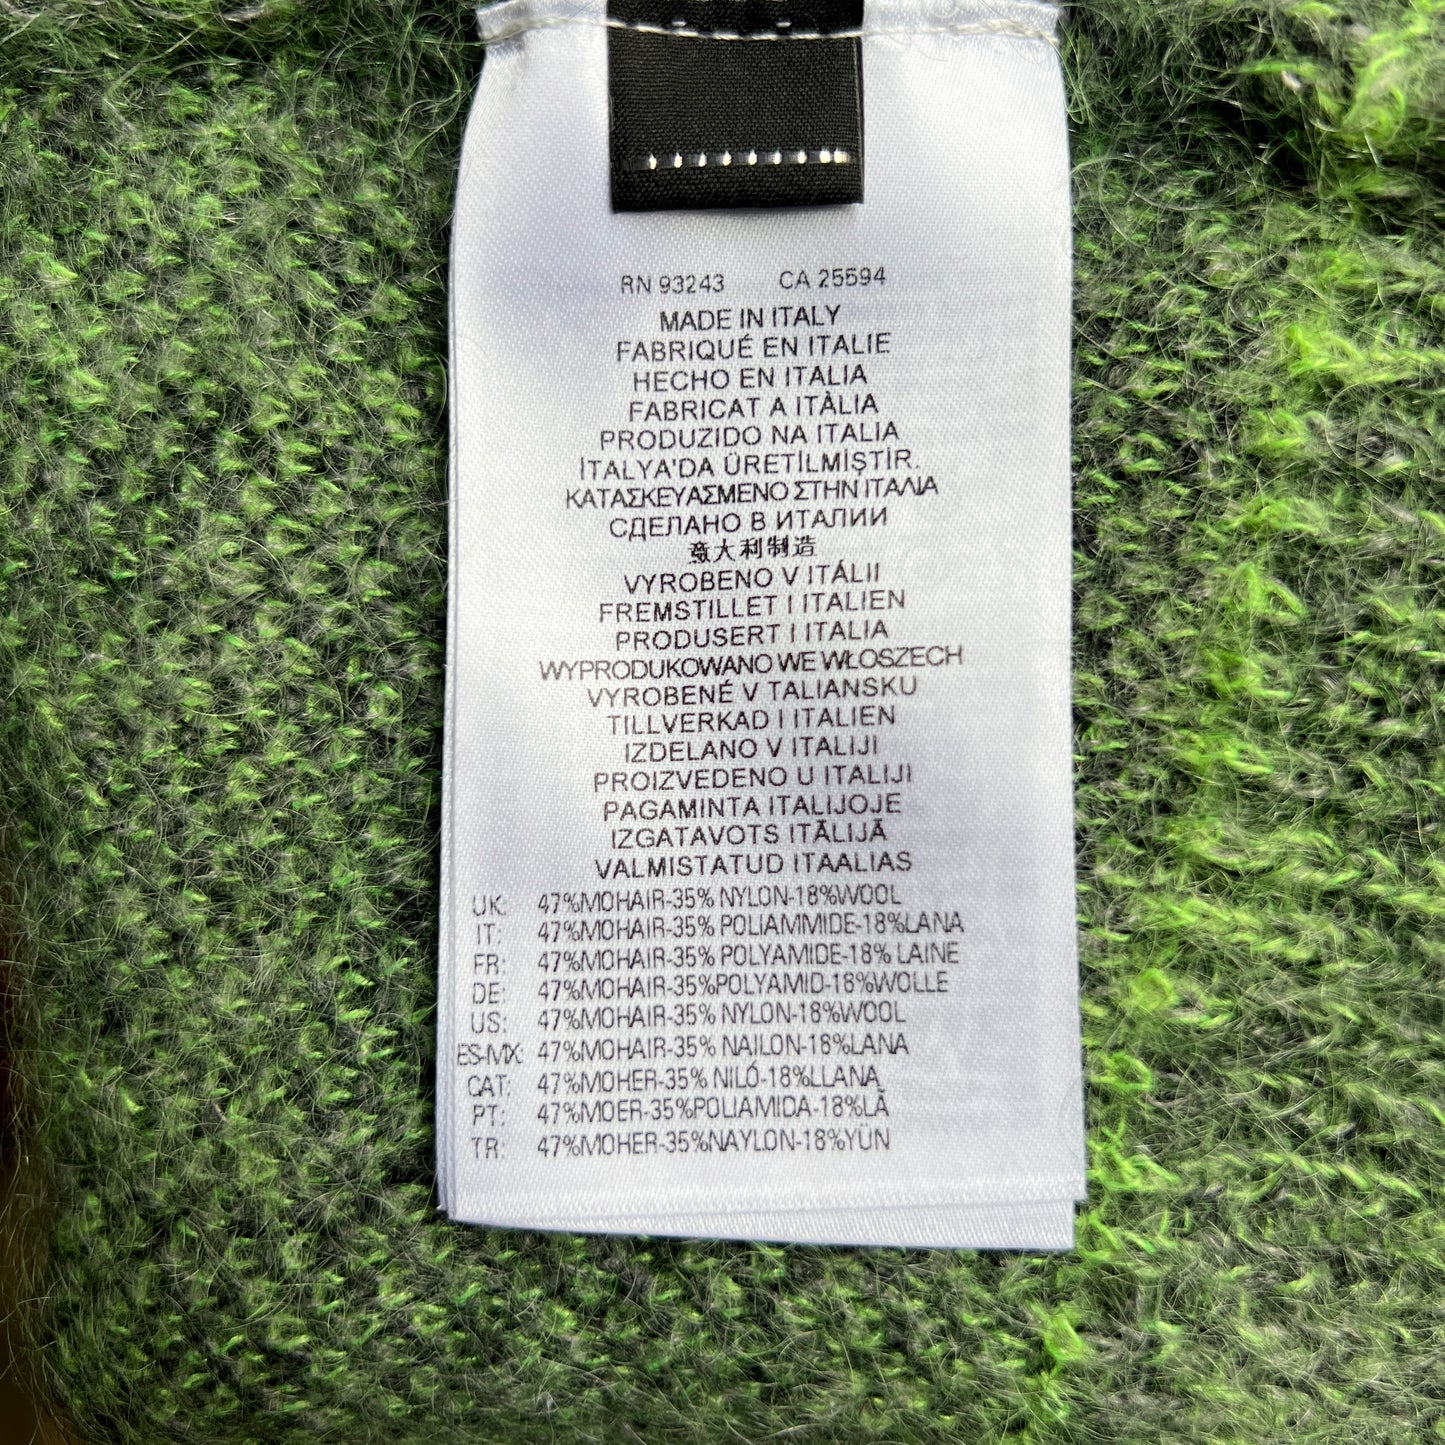 RN 93243 CA 25594
MADE IN ITALY
FABRIQUÉ EN ITALIE
HECHO EN ITALIA
FABRICAT A ITÀLIA
PRODUZIDO NA ITALIA
İTALYA'DA ÜRETİLMİŞTİR.
ΚΑΤΑΣΚΕΥΑΣΜΕΝΟ ΣΤΗΝ ΙΤΑΛΙΑ
СДЕЛАНО В ИТАЛИИ
意大利制造
VYROBENO V ITÁLII
FREMSTILLET I ITALIEN
PRODUSERT I ITALIA
WYPRODUKOWANO WE WŁOSZECH
VYROBENÉ V TALIANSKU
TILLVERKAD I ITALIEN
IZDELANO V ITALIJI
PROIZVEDENO U ITALIJI
PAGAMINTA ITALIJOJE
IZGATAVOTS ITĀLIJĀ
VALMISTATUD ITAALIAS
UK: 47%MOHAIR-35% NYLON-18%WOOL
IT: 47%MOHAIR-35% POLIAMMIDE-18%LANA
FR: 47%MOHAIR-35% POLYAMIDE-18% LAINE
DE: 47%MOHAIR-35%POLYAMID-18%WOLLE
US: 47%MOHAIR-35% NYLON-18%WOOL
ES-MX: 47%MOHAIR-35% NAILON-18%LANA
CAT: 47%MOHER-35% NILÓ-18%LLANA
PT: 47%MOER-35%POLIAMIDA-18%LÃ
TR: 47%MOHER-35%NAYLON-18%YÜN